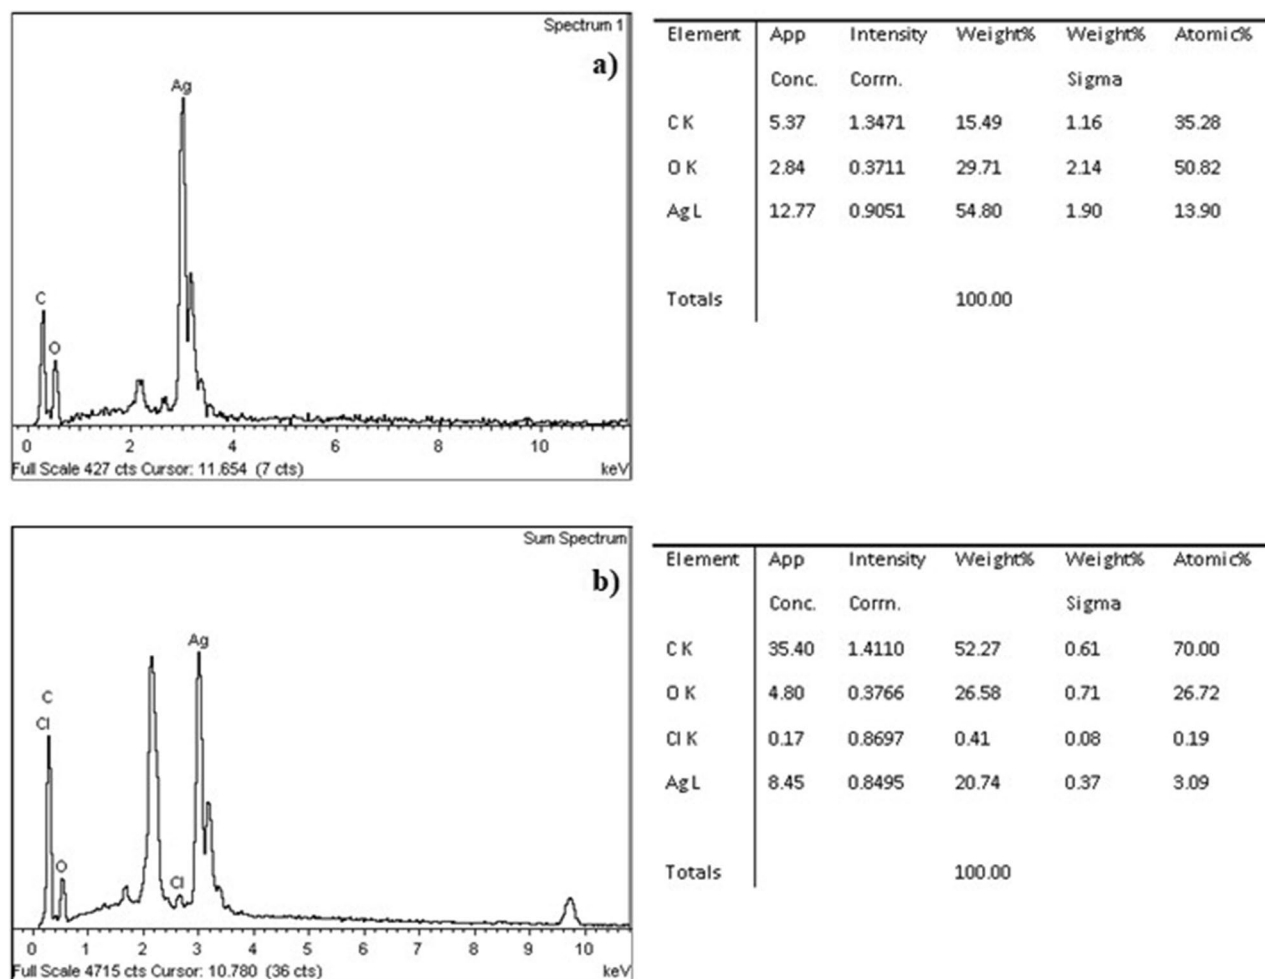 Spectrum 1
a)
Ag
C
O
0 2 4 6 8 10
Full Scale 427 cts Cursor: 11.654 (7 cts) keV
Element App Intensity Weight% Weight% Atomic%
Conc. Corrn. Sigma
C K 5.37 1.3471 15.49 1.16 35.28
O K 2.84 0.3711 29.71 2.14 50.82
Ag L 12.77 0.9051 54.80 1.90 13.90
Totals 100.00
Sum Spectrum
b)
Ag
C
Cl
O
Cl
0 1 2 3 4 5 6 7 8 9 10
Full Scale 4715 cts Cursor: 10.780 (36 cts) keV
Element App Intensity Weight% Weight% Atomic%
Conc. Corrn. Sigma
C K 35.40 1.4110 52.27 0.61 70.00
O K 4.80 0.3766 26.58 0.71 26.72
Cl K 0.17 0.8697 0.41 0.08 0.19
Ag L 8.45 0.8495 20.74 0.37 3.09
Totals 100.00